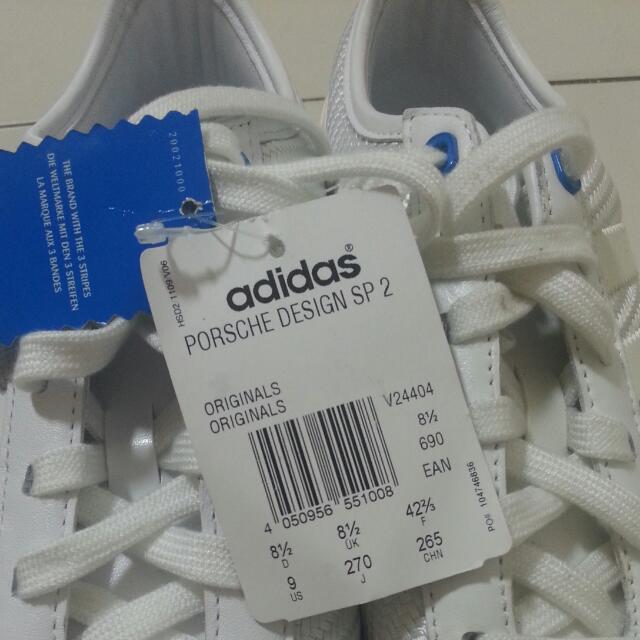 20021000
THE BRAND WITH THE 3 STRIPES
DIE WELTMARKE MIT DEN 3 STREIFEN
LA MARQUE AUX 3 BANDES
adidas®
PORSCHE DESIGN SP 2
ORIGINALS
ORIGINALS
V24404
8½
690
EAN
4 050956 551008
8½ D
8½ UK
42⅔ F
9 US
270 J
265 CHN